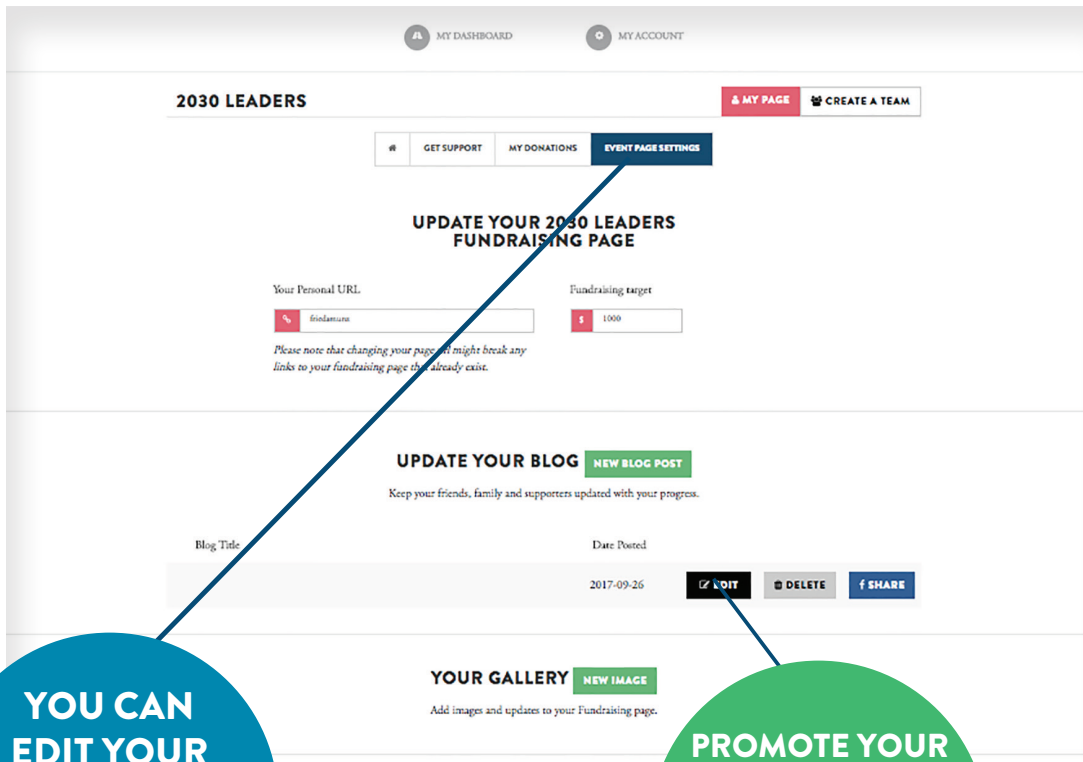 MY DASHBOARD MY ACCOUNT
2030 LEADERS
MY PAGE CREATE A TEAM
GET SUPPORT MY DONATIONS EVENT PAGE SETTINGS
UPDATE YOUR 2030 LEADERS
FUNDRAISING PAGE
Your Personal URL Fundraising target
$ 1000
Please note that changing your page url might break any
links to your fundraising page that already exist.
UPDATE YOUR BLOG NEW BLOG POST
Keep your friends, family and supporters updated with your progress.
Blog Title Date Posted
2017-09-26 EDIT DELETE f SHARE
YOUR GALLERY NEW IMAGE
Add images and updates to your Fundraising page.
YOU CAN
EDIT YOUR
PROMOTE YOUR